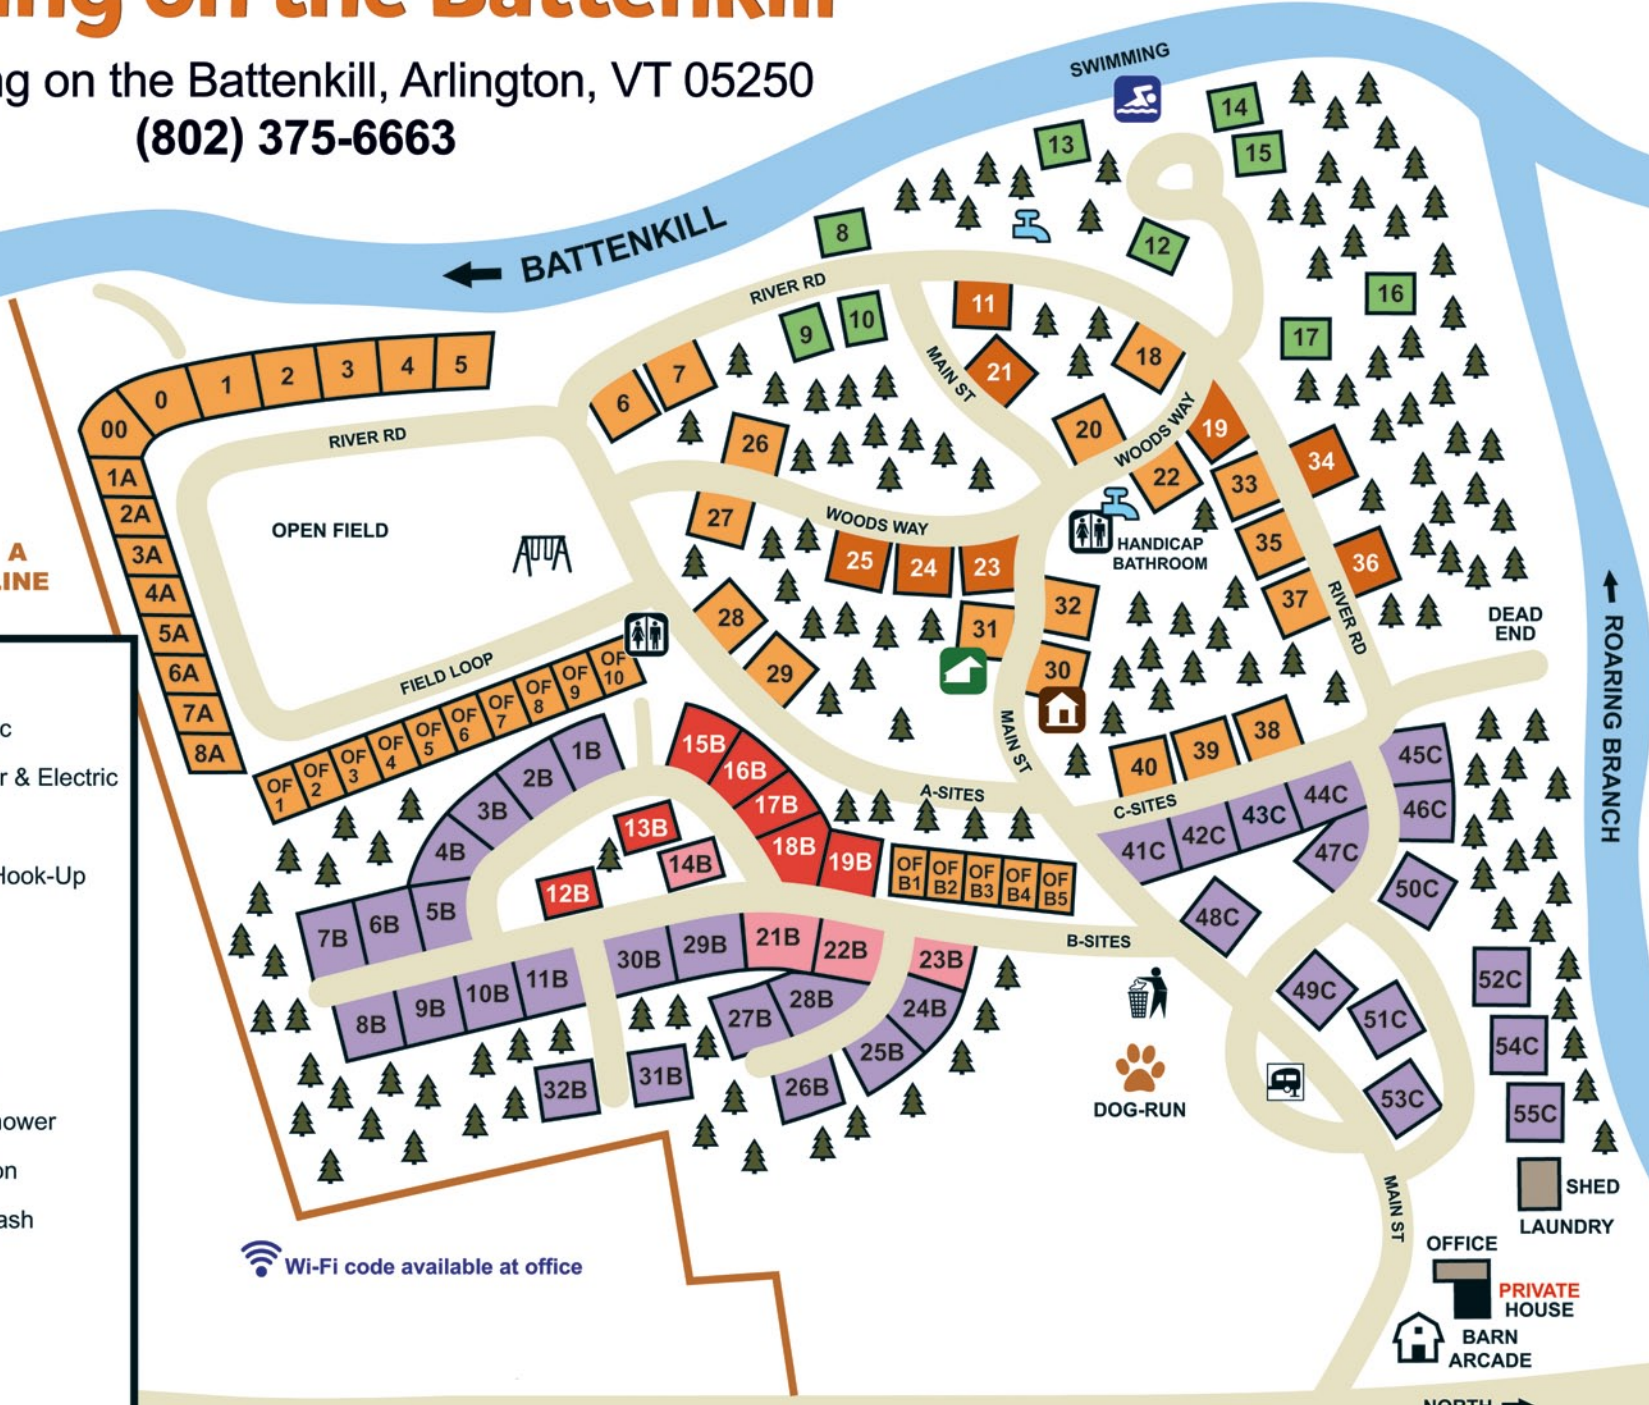 ing on the Battenkill
ng on the Battenkill, Arlington, VT 05250
(802) 375-6663
SWIMMING
14
13
15
8
12
BATTENKILL
RIVER RD
16
11
9
10
17
MAIN ST
18
21
0
1
2
3
4
5
00
6
7
RIVER RD
26
20
WOODS WAY
19
34
1A
22
33
2A
27
WOODS WAY
OPEN FIELD
HANDICAP
BATHROOM
35
A
LINE
3A
25
24
23
36
4A
32
37
RIVER RD
5A
28
31
DEAD
END
ROARING BRANCH
6A
FIELD LOOP
29
30
7A
8A
OF
1
OF
2
OF
3
OF
4
OF
5
OF
6
OF
7
OF
8
OF
9
OF
10
MAIN ST
38
39
40
c
r & Electric
Hook-Up
ower
on
ash
1B
2B
3B
4B
15B
16B
17B
18B
19B
13B
14B
12B
A-SITES
C-SITES
45C
44C
43C
42C
41C
46C
47C
OF
B1
OF
B2
OF
B3
OF
B4
OF
B5
50C
48C
7B
6B
5B
B-SITES
30B
29B
21B
22B
23B
8B
9B
10B
11B
27B
28B
24B
25B
26B
31B
32B
49C
52C
51C
54C
53C
55C
DOG-RUN
SHED
LAUNDRY
MAIN ST
OFFICE
Wi-Fi code available at office
PRIVATE
HOUSE
BARN
ARCADE
NORTH